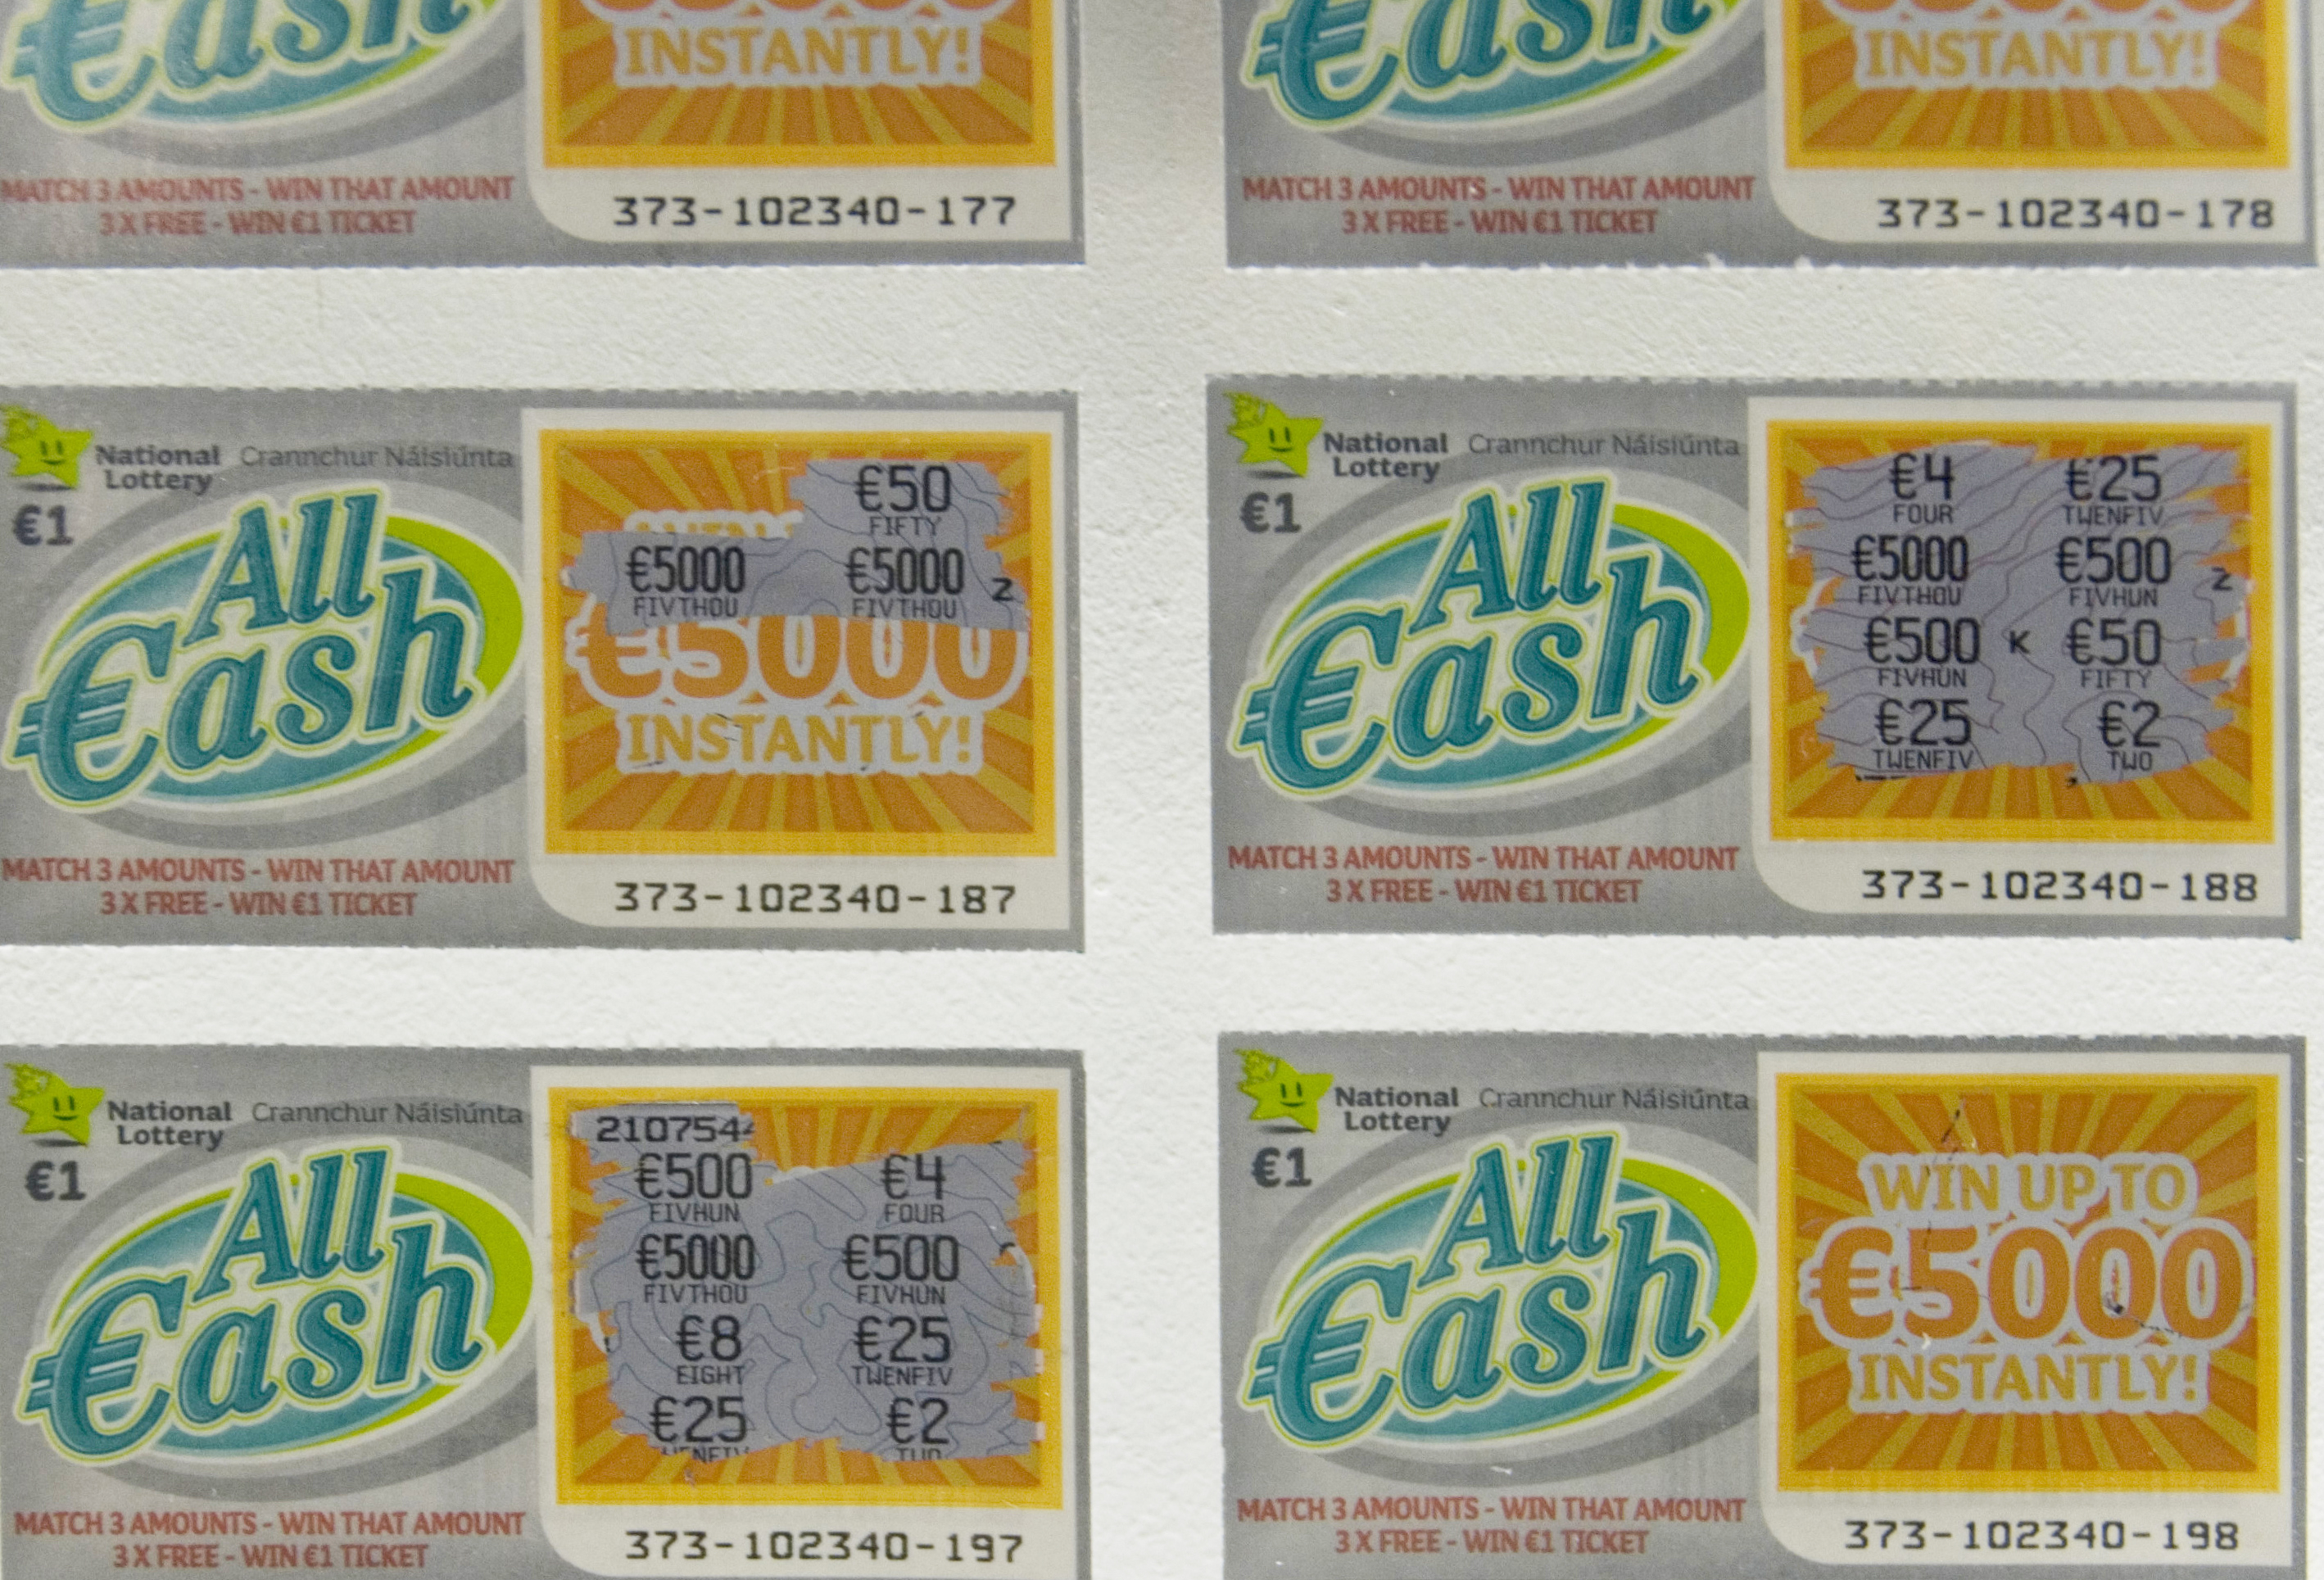 €ash
INSTANTLY!
MATCH 3 AMOUNTS - WIN THAT AMOUNT
3 X FREE - WIN €1 TICKET
373-102340-177
€ash
INSTANTLY!
MATCH 3 AMOUNTS - WIN THAT AMOUNT
3 X FREE - WIN €1 TICKET
373-102340-178
National Lottery Crannchur Náisiúnta
€1
All
€ash
€50
FIFTY
€5000 €5000 Z
FIVTHOU FIVTHOU
€5000
INSTANTLY!
MATCH 3 AMOUNTS - WIN THAT AMOUNT
3 X FREE - WIN €1 TICKET
373-102340-187
National Lottery Crannchur Náisiúnta
€1
All
€ash
€4 €25
FOUR TWENFIV
€5000 €500 Z
FIVTHOU FIVHUN
€500 K €50
FIVHUN FIFTY
€25 €2
TWENFIV TWO
MATCH 3 AMOUNTS - WIN THAT AMOUNT
3 X FREE - WIN €1 TICKET
373-102340-188
National Lottery Crannchur Náisiúnta
€1
All
€ash
210754
€500 €4
FIVHUN FOUR
€5000 €500
FIVTHOU FIVHUN
€8 €25
EIGHT TWENFIV
€25 €2
MATCH 3 AMOUNTS - WIN THAT AMOUNT
3 X FREE - WIN €1 TICKET
373-102340-197
National Lottery Crannchur Náisiúnta
€1
All
€ash
WIN UP TO
€5000
INSTANTLY!
MATCH 3 AMOUNTS - WIN THAT AMOUNT
3 X FREE - WIN €1 TICKET
373-102340-198